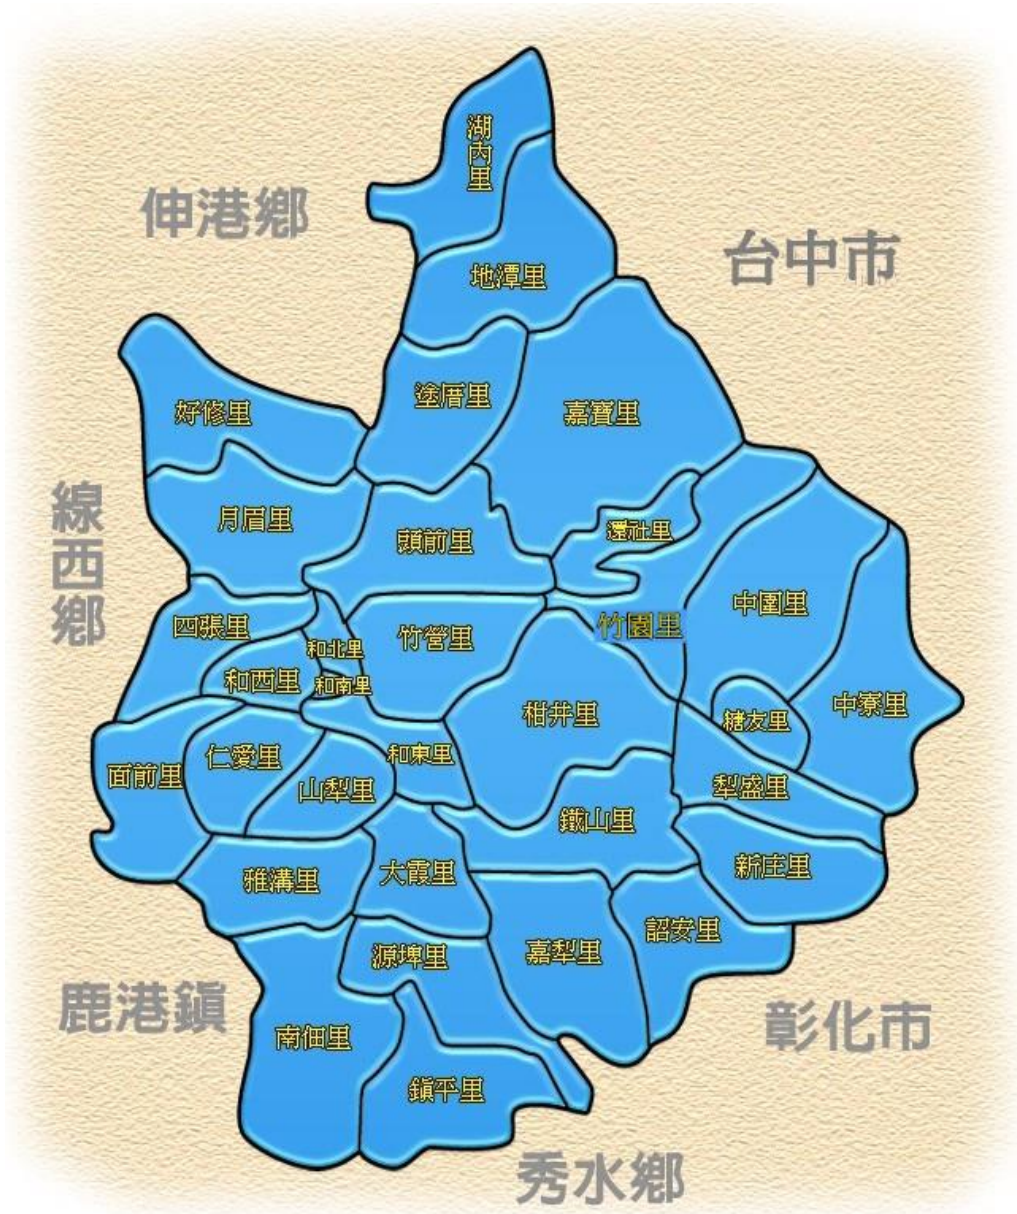 湖內里
伸港鄉
台中市
地潭里
塗厝里
好修里
嘉寶里
線西鄉
月眉里
頭前里
還社里
中圍里
四張里
和北里
竹營里
竹園里
和西里
和南里
柑井里
糖友里
中寮里
面前里
仁愛里
山犁里
和東里
犁盛里
鐵山里
雅溝里
大霞里
新庄里
源埤里
嘉犁里
詔安里
鹿港鎮
南佃里
彰化市
鎮平里
秀水鄉